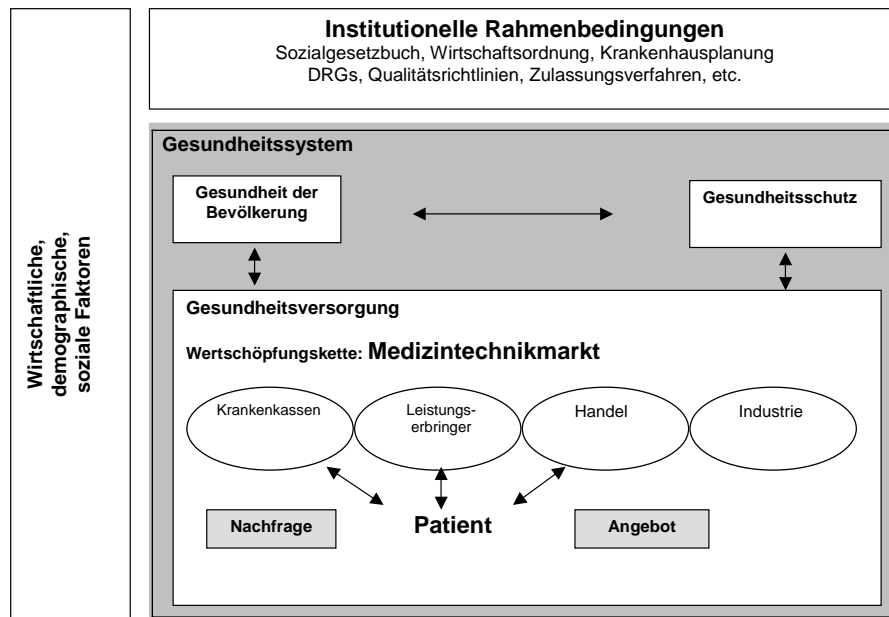 Institutionelle Rahmenbedingungen
Sozialgesetzbuch, Wirtschaftsordnung, Krankenhausplanung
DRGs, Qualitätsrichtlinien, Zulassungsverfahren, etc.
Wirtschaftliche,
demographische,
soziale Faktoren
Gesundheitssystem
Gesundheit der
Bevölkerung
Gesundheitsschutz
Gesundheitsversorgung
Wertschöpfungskette: Medizintechnikmarkt
Krankenkassen
Leistungs-
erbringer
Handel
Industrie
Nachfrage
Patient
Angebot